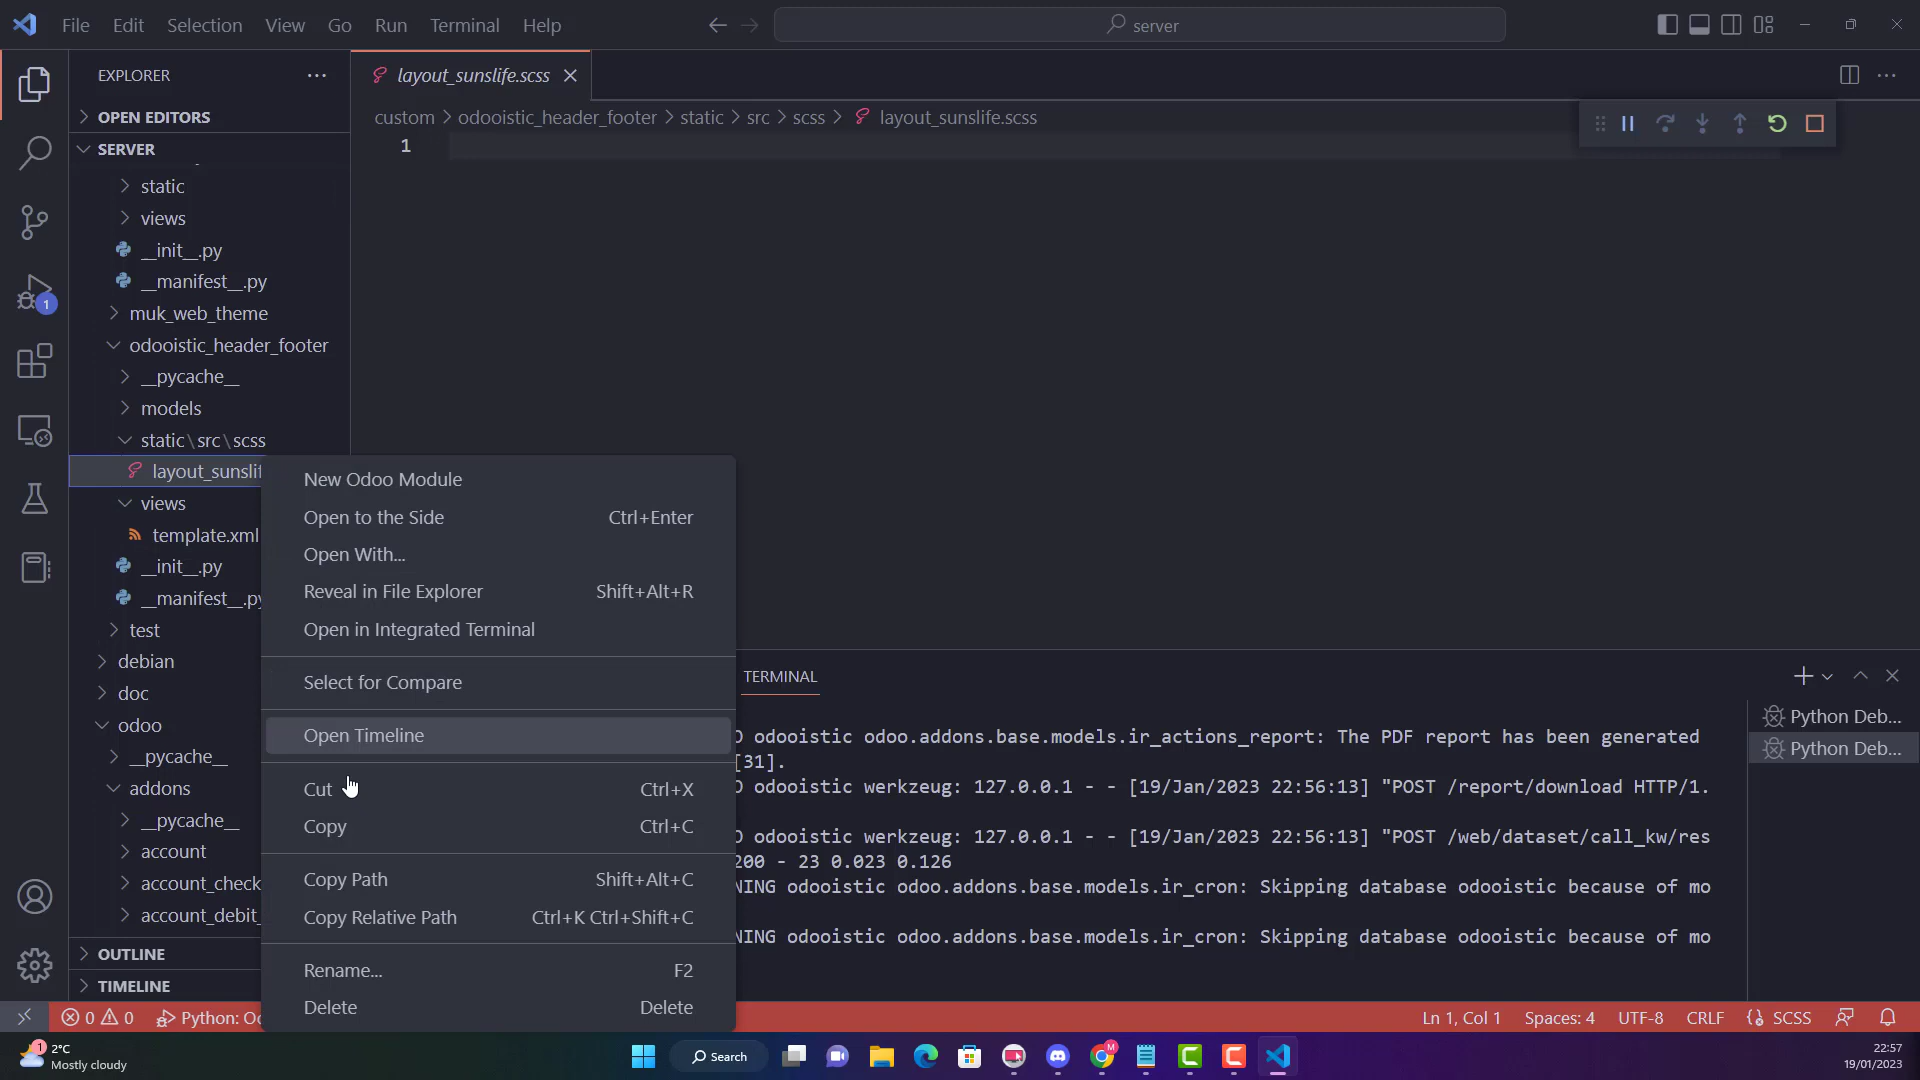 File Edit Selection View Go Run Terminal Help
server
EXPLORER
layout_sunslife.scss
OPEN EDITORS
custom > odooistic_header_footer > static > src > scss > layout_sunslife.scss
SERVER
1
static
views
__init__.py
__manifest__.py
muk_web_theme
odooistic_header_footer
__pycache__
models
static\src\scss
layout_sunslif
views
template.xml
__init__.py
__manifest__.py
test
debian
doc
odoo
__pycache__
addons
__pycache__
account
account_check
account_debit_
OUTLINE
TIMELINE
1
New Odoo Module
Open to the Side Ctrl+Enter
Open With...
Reveal in File Explorer Shift+Alt+R
Open in Integrated Terminal
Select for Compare
Open Timeline
Cut Ctrl+X
Copy Ctrl+C
Copy Path Shift+Alt+C
Copy Relative Path Ctrl+K Ctrl+Shift+C
Rename... F2
Delete Delete
TERMINAL
O odooistic odoo.addons.base.models.ir_actions_report: The PDF report has been generated
[31].
O odooistic werkzeug: 127.0.0.1 - - [19/Jan/2023 22:56:13] "POST /report/download HTTP/1.
O odooistic werkzeug: 127.0.0.1 - - [19/Jan/2023 22:56:13] "POST /web/dataset/call_kw/res
200 - 23 0.023 0.126
NING odooistic odoo.addons.base.models.ir_cron: Skipping database odooistic because of mo
NING odooistic odoo.addons.base.models.ir_cron: Skipping database odooistic because of mo
Python Deb...
Python Deb...
0 0 Python: Od
Ln 1, Col 1 Spaces: 4 UTF-8 CRLF SCSS
1
2°C
Mostly cloudy
Search
M
22:57
19/01/2023